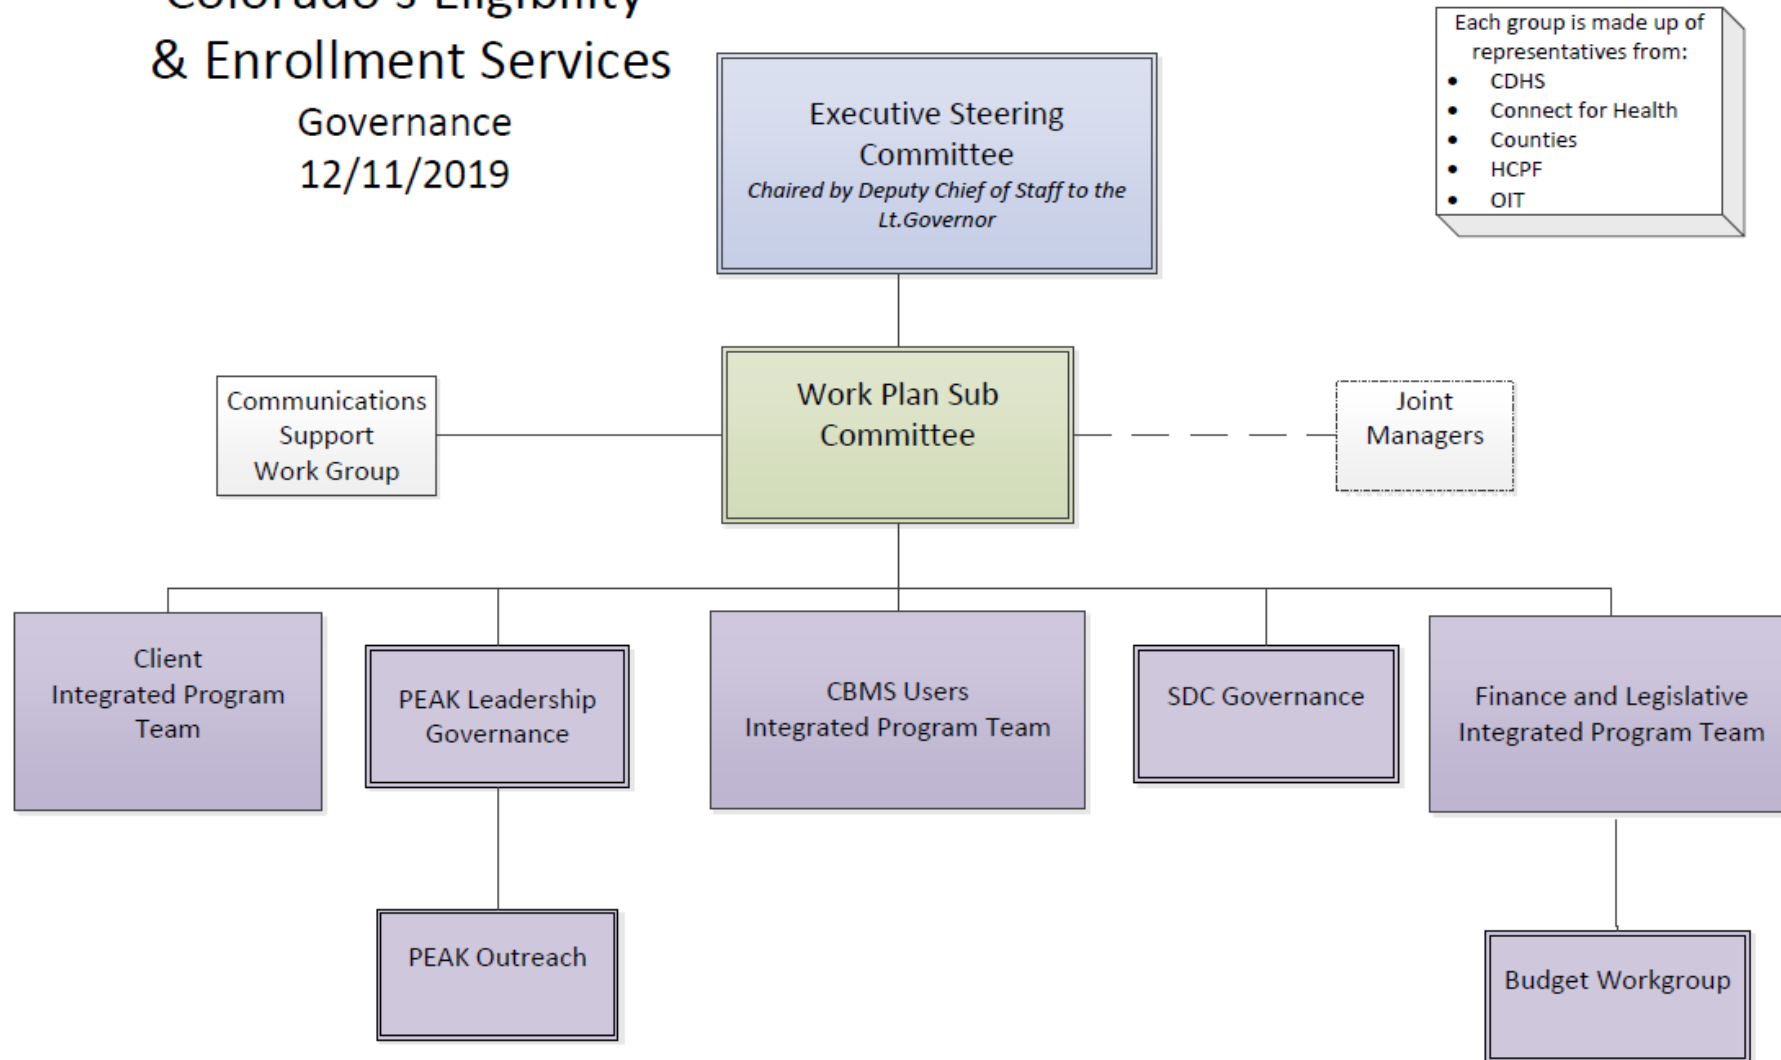 Colorado's Eligibility
& Enrollment Services
Governance
12/11/2019
Executive Steering
Committee
Chaired by Deputy Chief of Staff to the
Lt.Governor
Each group is made up of
representatives from:
• CDHS
• Connect for Health
• Counties
• HCPF
• OIT
Communications
Support
Work Group
Work Plan Sub
Committee
Joint
Managers
Client
Integrated Program
Team
PEAK Leadership
Governance
CBMS Users
Integrated Program Team
SDC Governance
Finance and Legislative
Integrated Program Team
PEAK Outreach
Budget Workgroup